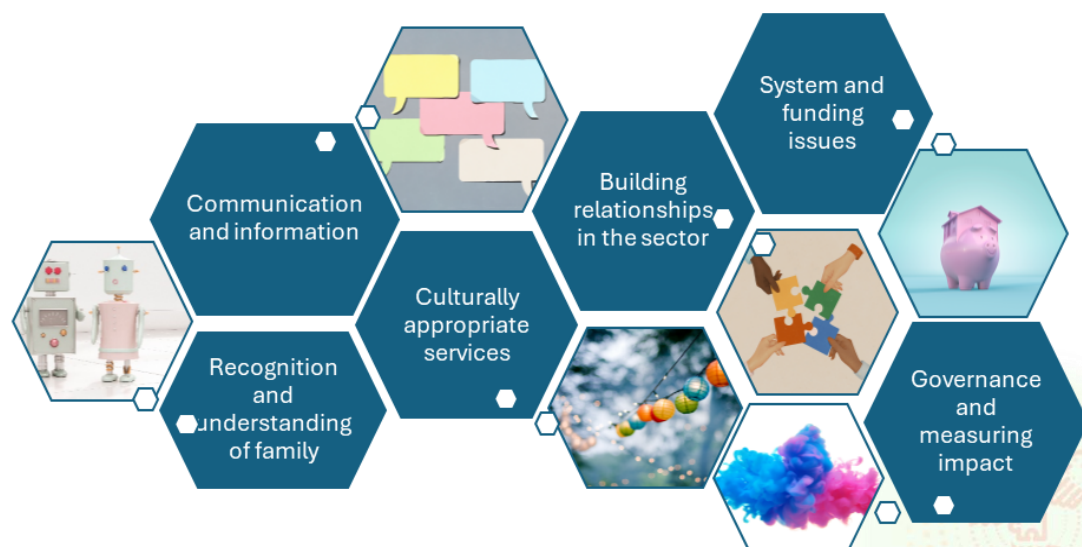 Communication
and information
Recognition
and
understanding
of family
Culturally
appropriate
services
Building
relationships
in the sector
System and
funding
issues
Governance
and
measuring
impact